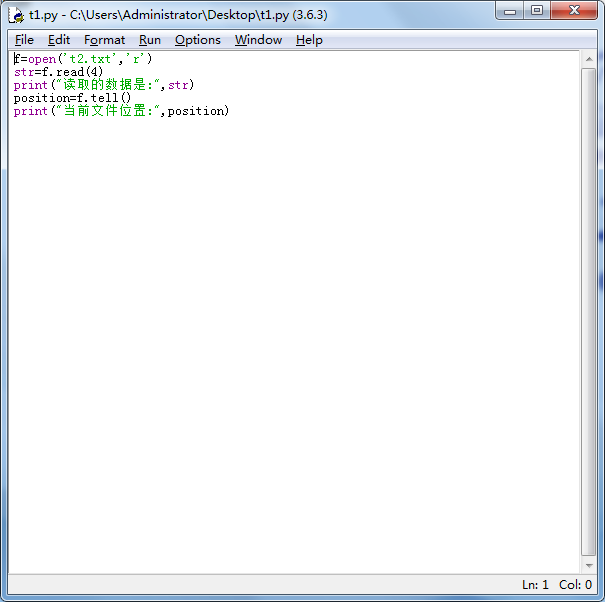 t1.py - C:\Users\Administrator\Desktop\t1.py (3.6.3)
File Edit Format Run Options Window Help
f=open('t2.txt','r')
str=f.read(4)
print("读取的数据是:",str)
position=f.tell()
print("当前文件位置:",position)
Ln: 1 Col: 0